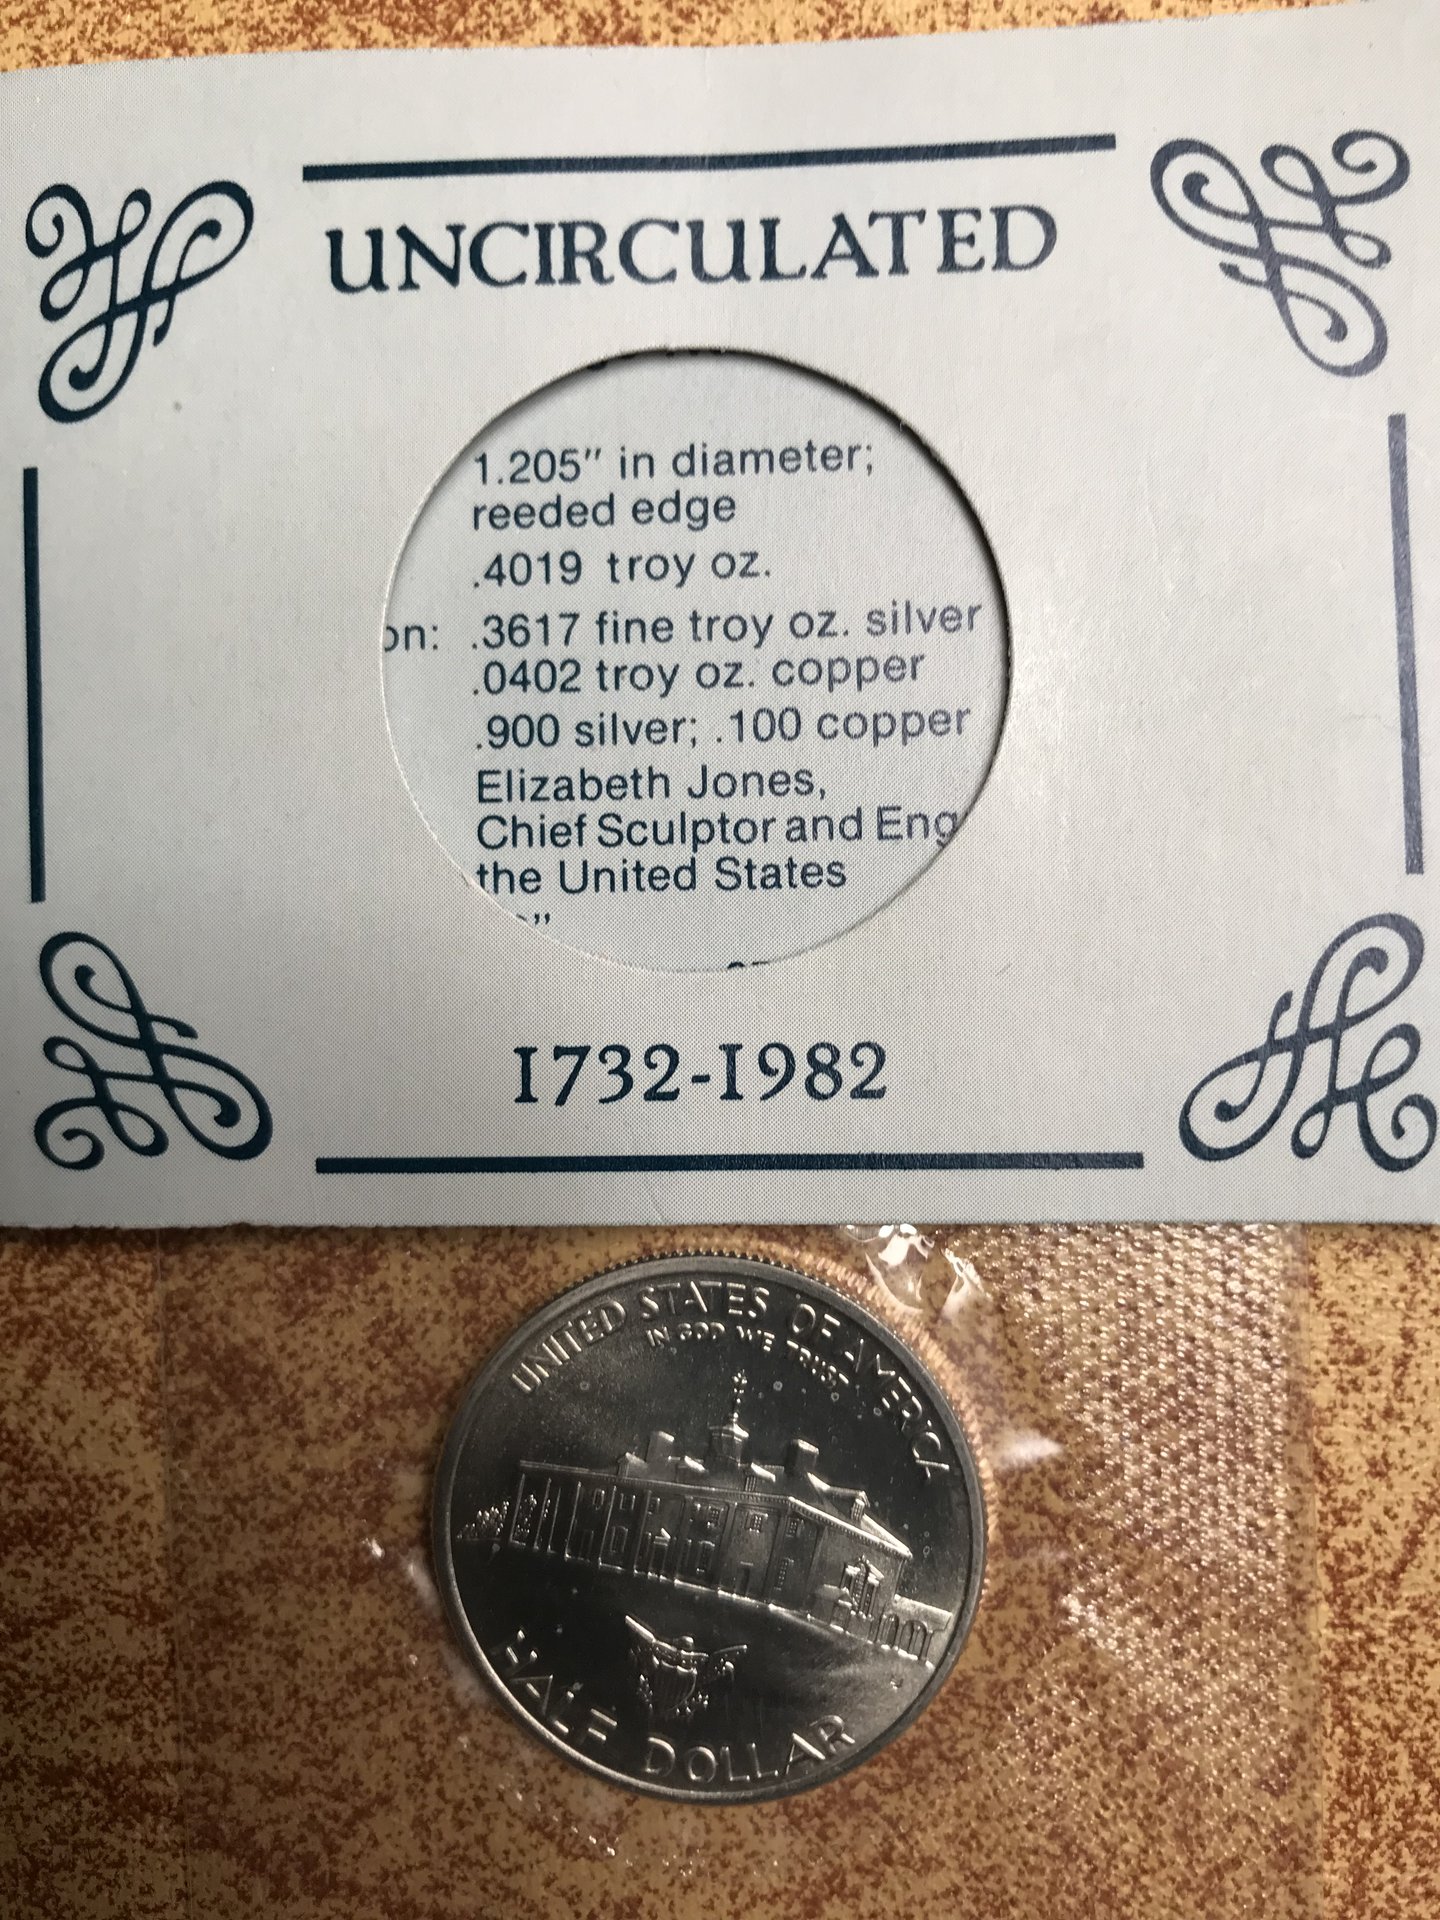 UNCIRCULATED
1.205" in diameter;
reeded edge
.4019 troy oz.
on: .3617 fine troy oz. silver
.0402 troy oz. copper
.900 silver; .100 copper
Elizabeth Jones,
Chief Sculptor and Eng
the United States
1732-1982
UNITED STATES OF AMERICA
IN GOD WE TRUST
HALF DOLLAR